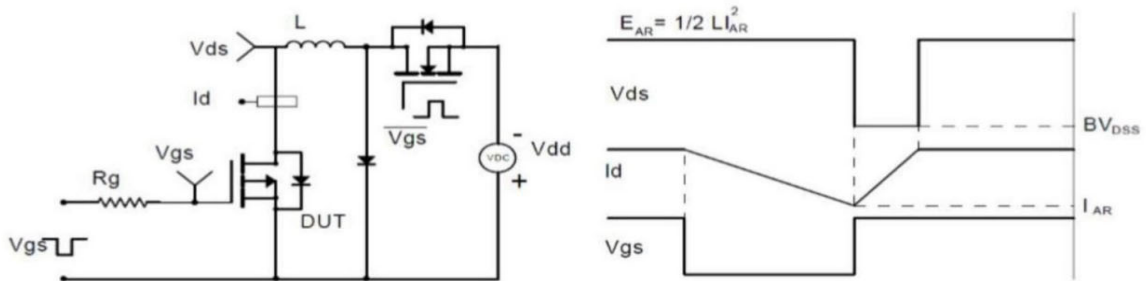 Vds
L
Id
Vgs
Vgs
Rg
DUT
Vgs
VDC
-
Vdd
+
E_AR = 1/2 LI_AR^2
Vds
BV_DSS
Id
I_AR
Vgs